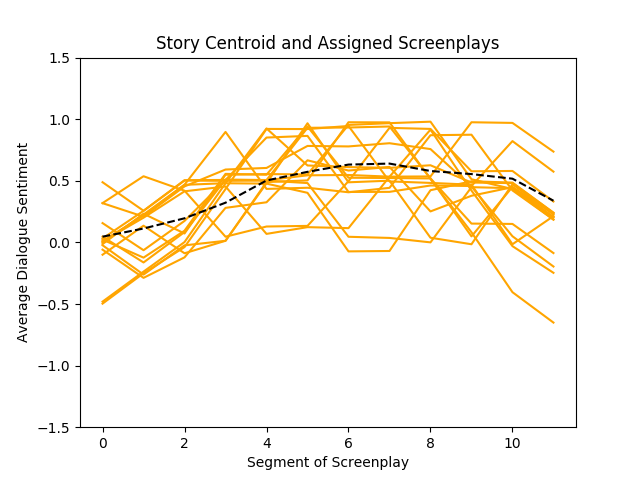 Story Centroid and Assigned Screenplays
1.5
1.0
0.5
0.0
−0.5
−1.0
−1.5
Average Dialogue Sentiment
0 2 4 6 8 10
Segment of Screenplay